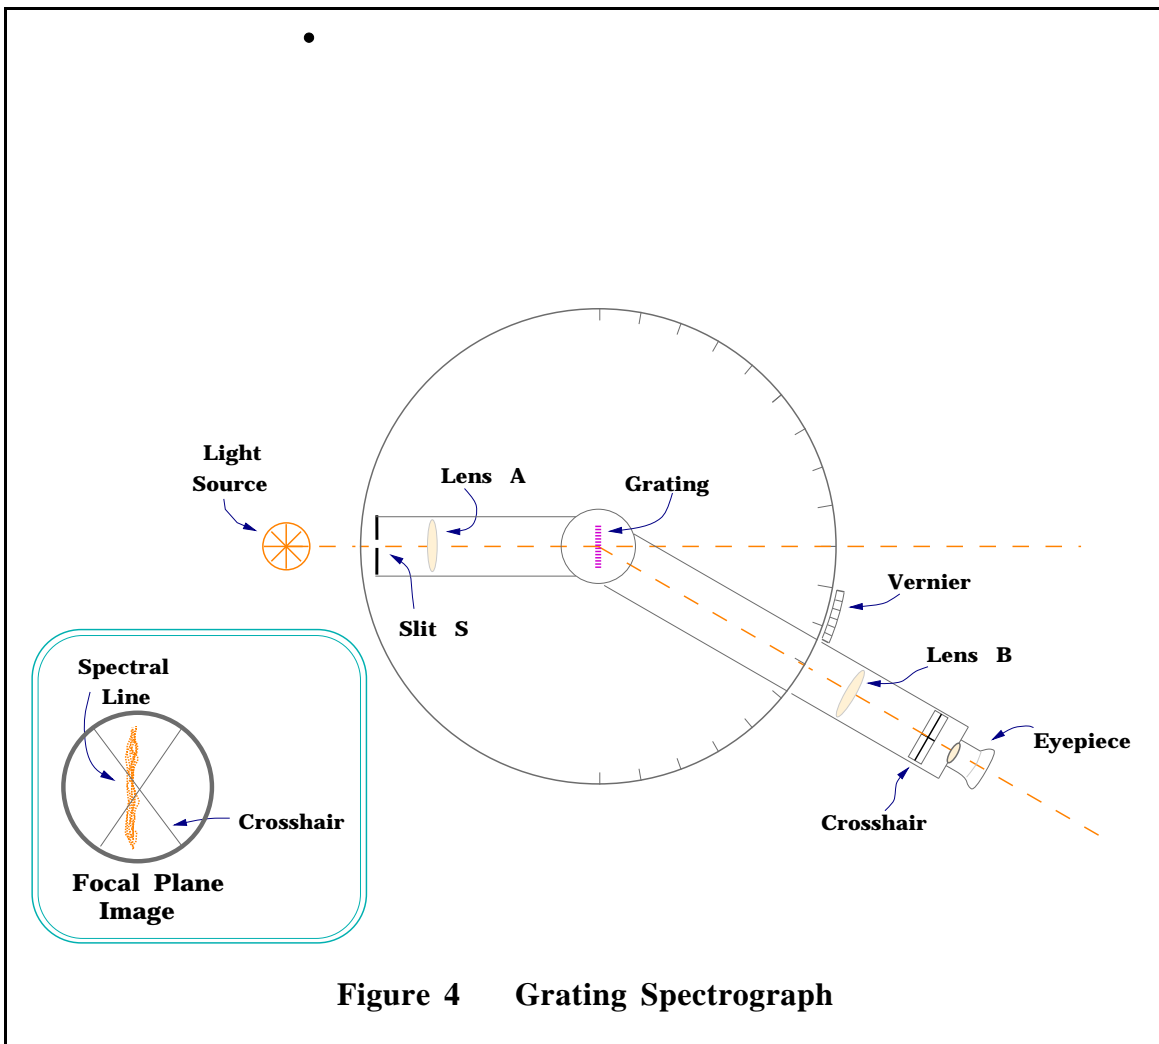 Light
Source
Lens A
Grating
Slit S
Vernier
Lens B
Eyepiece
Crosshair
Spectral
Line
Crosshair
Focal Plane
Image
Figure 4 Grating Spectrograph